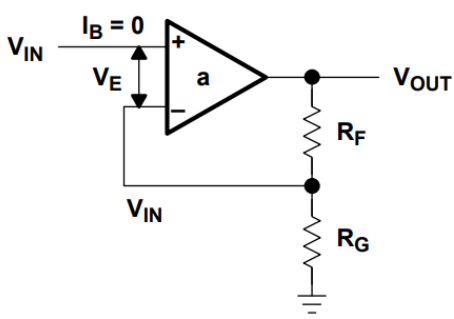 I_B = 0
V_IN
+
V_E
a
V_OUT
−
R_F
V_IN
R_G